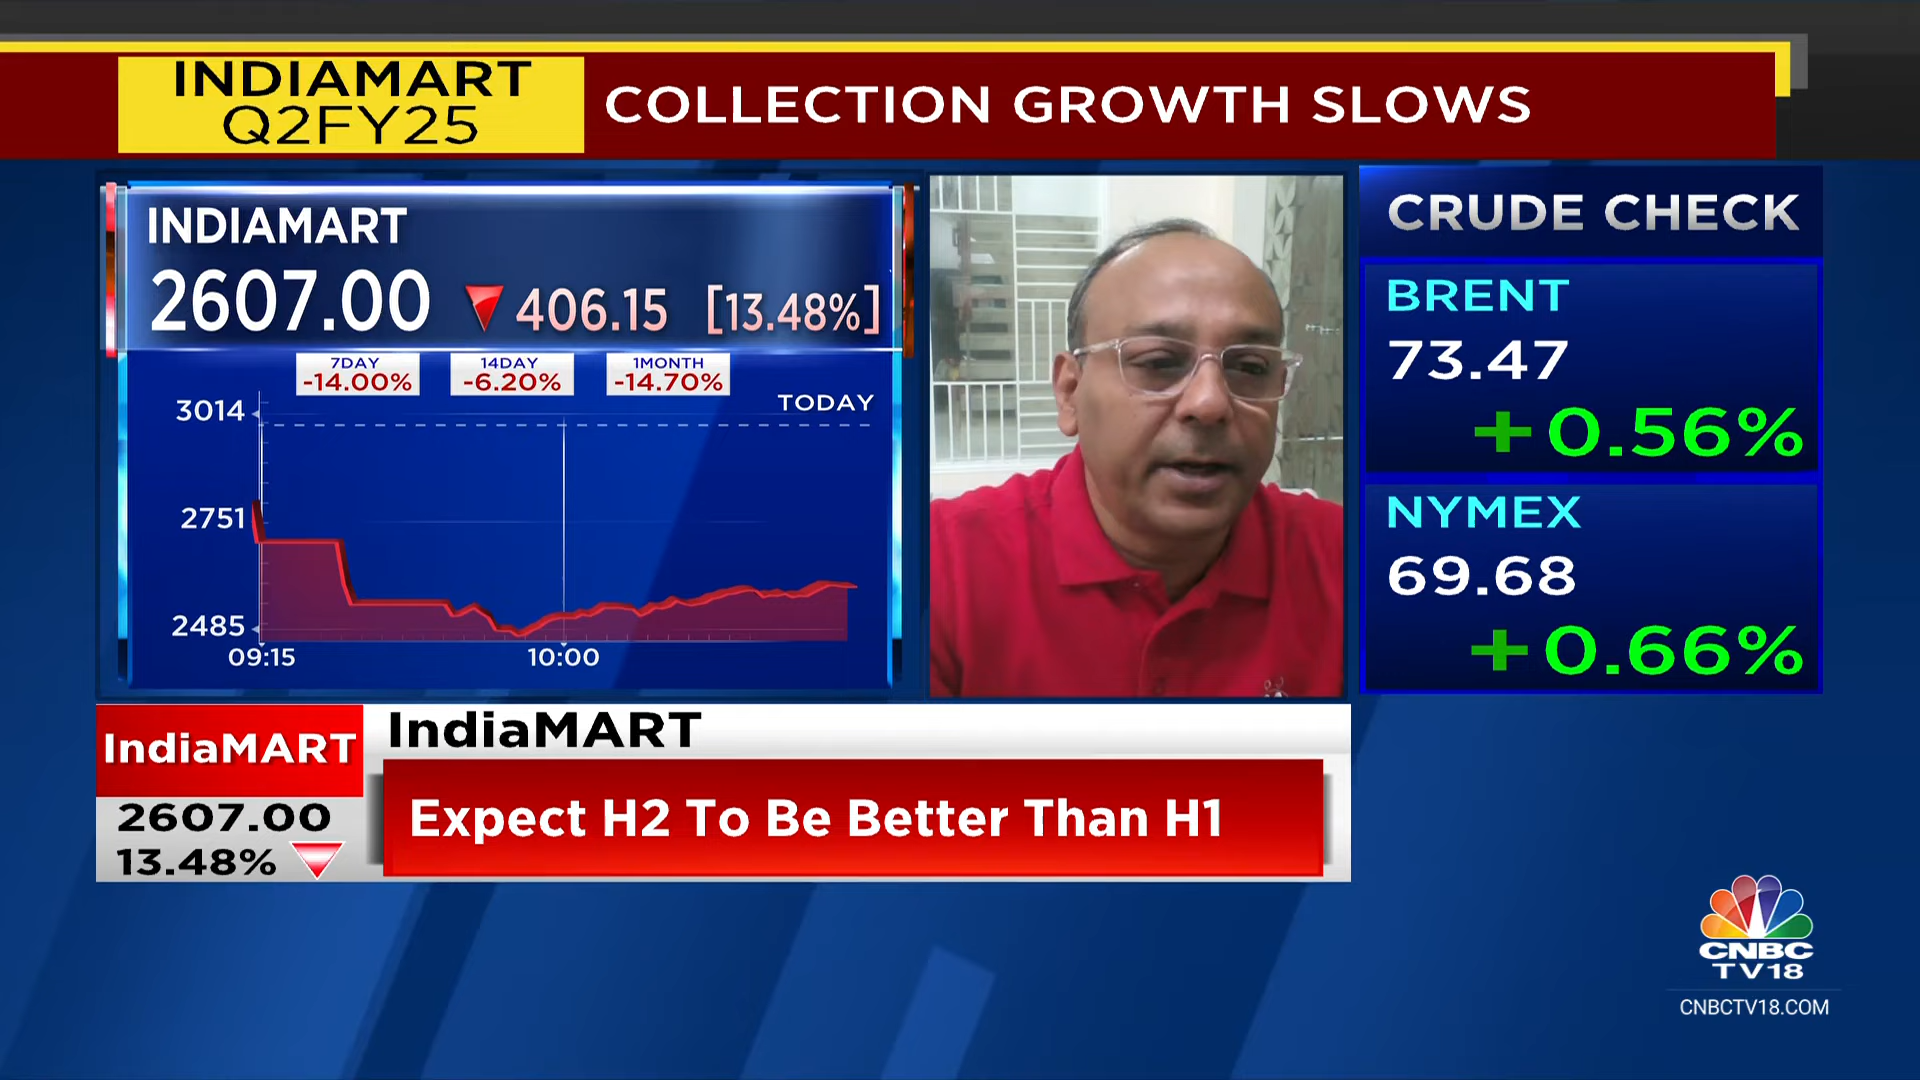 INDIAMART
Q2FY25
COLLECTION GROWTH SLOWS
INDIAMART
2607.00 ▼ 406.15 [13.48%]
7DAY
-14.00%
14DAY
-6.20%
1MONTH
-14.70%
TODAY
3014
2751
2485
09:15
10:00
CRUDE CHECK
BRENT
73.47
+0.56%
NYMEX
69.68
+0.66%
IndiaMART
2607.00
13.48% ▼
IndiaMART
Expect H2 To Be Better Than H1
CNBC
TV18
CNBCTV18.COM